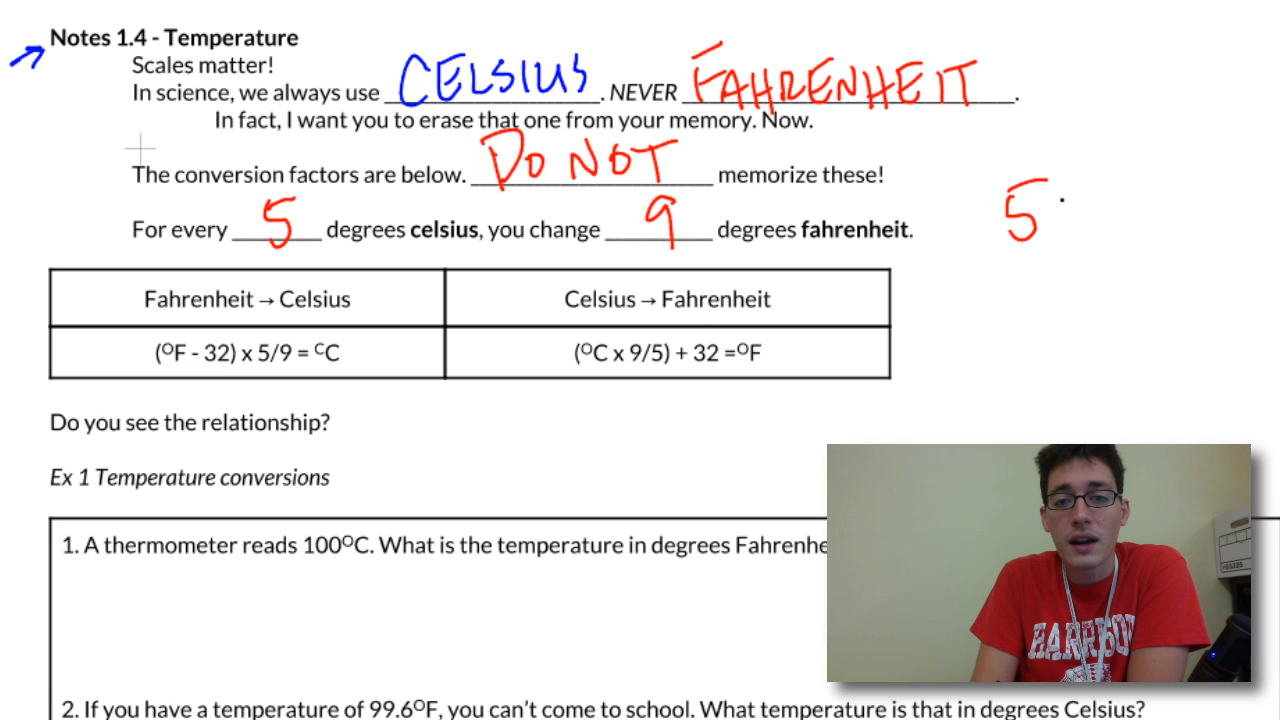 Notes 1.4 - Temperature
Scales matter!
In science, we always use CELSIUS. NEVER FAHRENHEIT.
In fact, I want you to erase that one from your memory. Now.
The conversion factors are below. DO NOT memorize these!
For every 5 degrees celsius, you change 9 degrees fahrenheit.
5
Fahrenheit → Celsius
Celsius → Fahrenheit
(ᴼF - 32) x 5/9 = ᶜC
(ᴼC x 9/5) + 32 =ᴼF
Do you see the relationship?
Ex 1 Temperature conversions
1. A thermometer reads 100ᴼC. What is the temperature in degrees Fahrenhe
2. If you have a temperature of 99.6ᴼF, you can't come to school. What temperature is that in degrees Celsius?